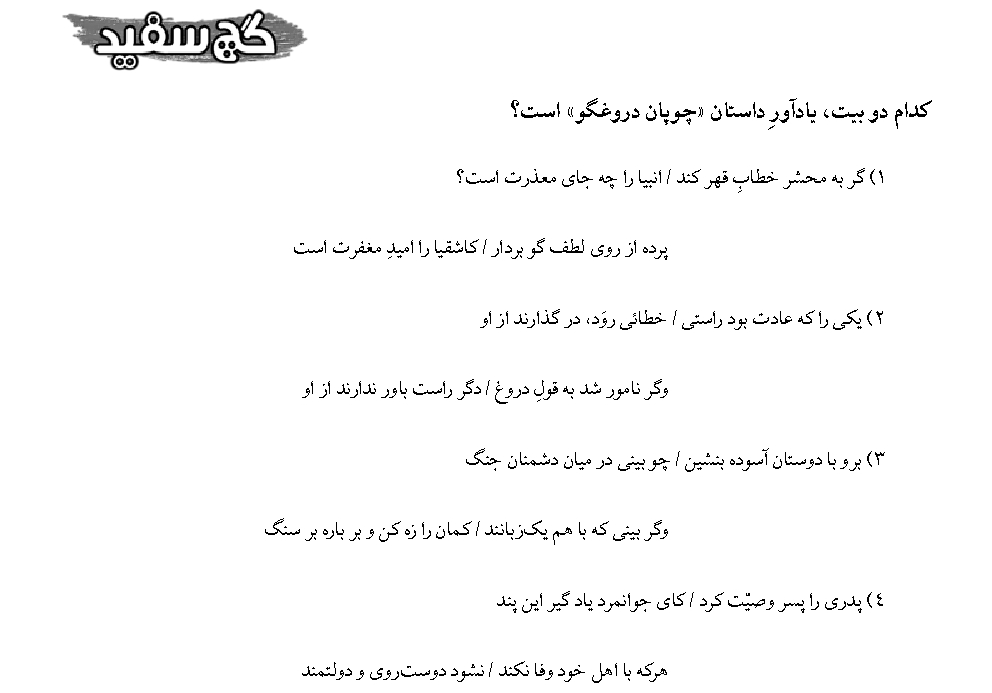 گچ سفید
کدام دو بیت، یادآورِ داستان «چوپان دروغگو» است؟
۱) گر به محشر خطابِ قهر کند / انبیا را چه جای معذرت است؟
پرده از روی لطف گو بردار / کاشقیا را امیدِ مغفرت است
۲) یکی را که عادت بود راستی / خطائی روَد، در گذارند از او
وگر نامور شد به قولِ دروغ / دگر راست باور ندارند از او
۳) برو با دوستان آسوده بنشین / چو بینی در میان دشمنان جنگ
وگر بینی که با هم یک‌زبانند / کمان را زه کن و بر باره بر سنگ
٤) پدری را پسر وصیّت کرد / کای جوانمرد یاد گیر این پند
هرکه با اهل خود وفا نکند / نشود دوست‌روی و دولتمند